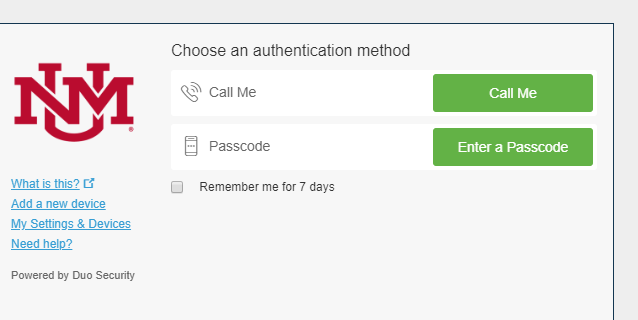 Choose an authentication method
Call Me
Call Me
Passcode
Enter a Passcode
Remember me for 7 days
UNM
®
What is this?
Add a new device
My Settings & Devices
Need help?
Powered by Duo Security